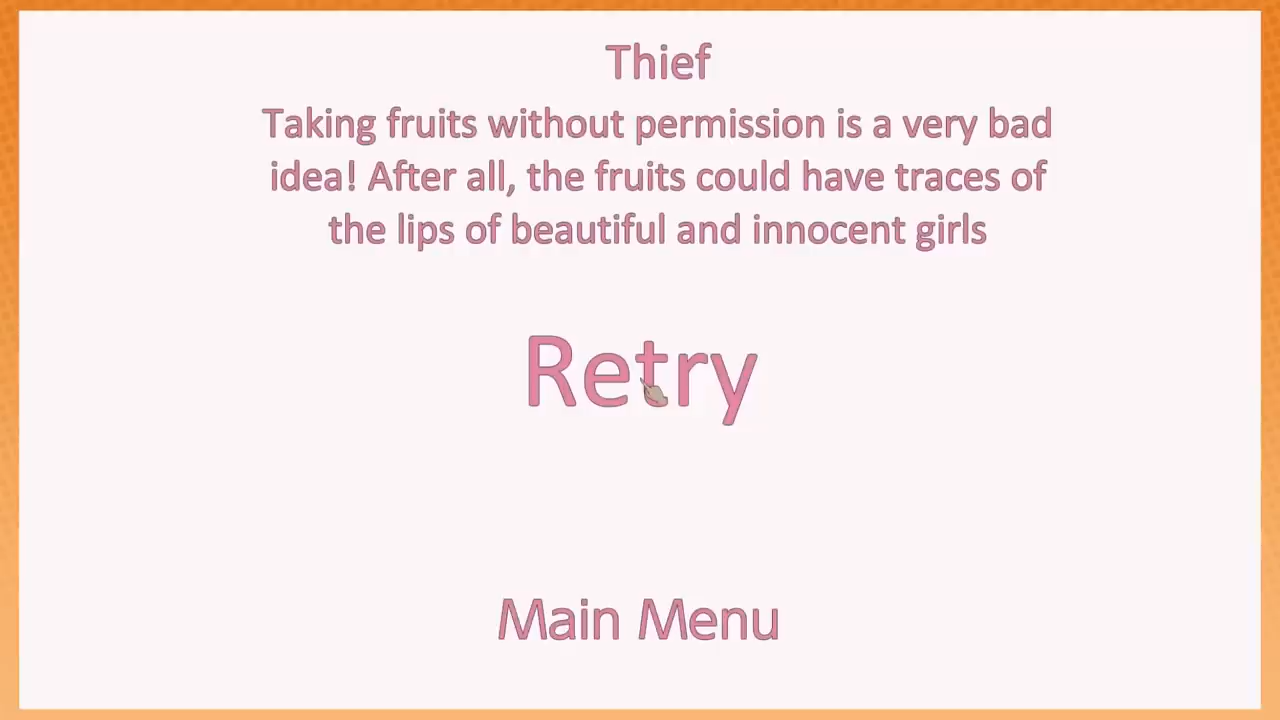 Thief
Taking fruits without permission is a very bad
idea! After all, the fruits could have traces of
the lips of beautiful and innocent girls
Retry
Main Menu